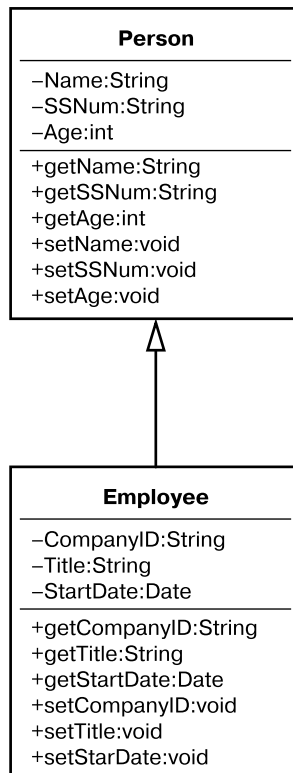 Person
–Name:String
–SSNum:String
–Age:int
+getName:String
+getSSNum:String
+getAge:int
+setName:void
+setSSNum:void
+setAge:void
Employee
–CompanyID:String
–Title:String
–StartDate:Date
+getCompanyID:String
+getTitle:String
+getStartDate:Date
+setCompanyID:void
+setTitle:void
+setStarDate:void